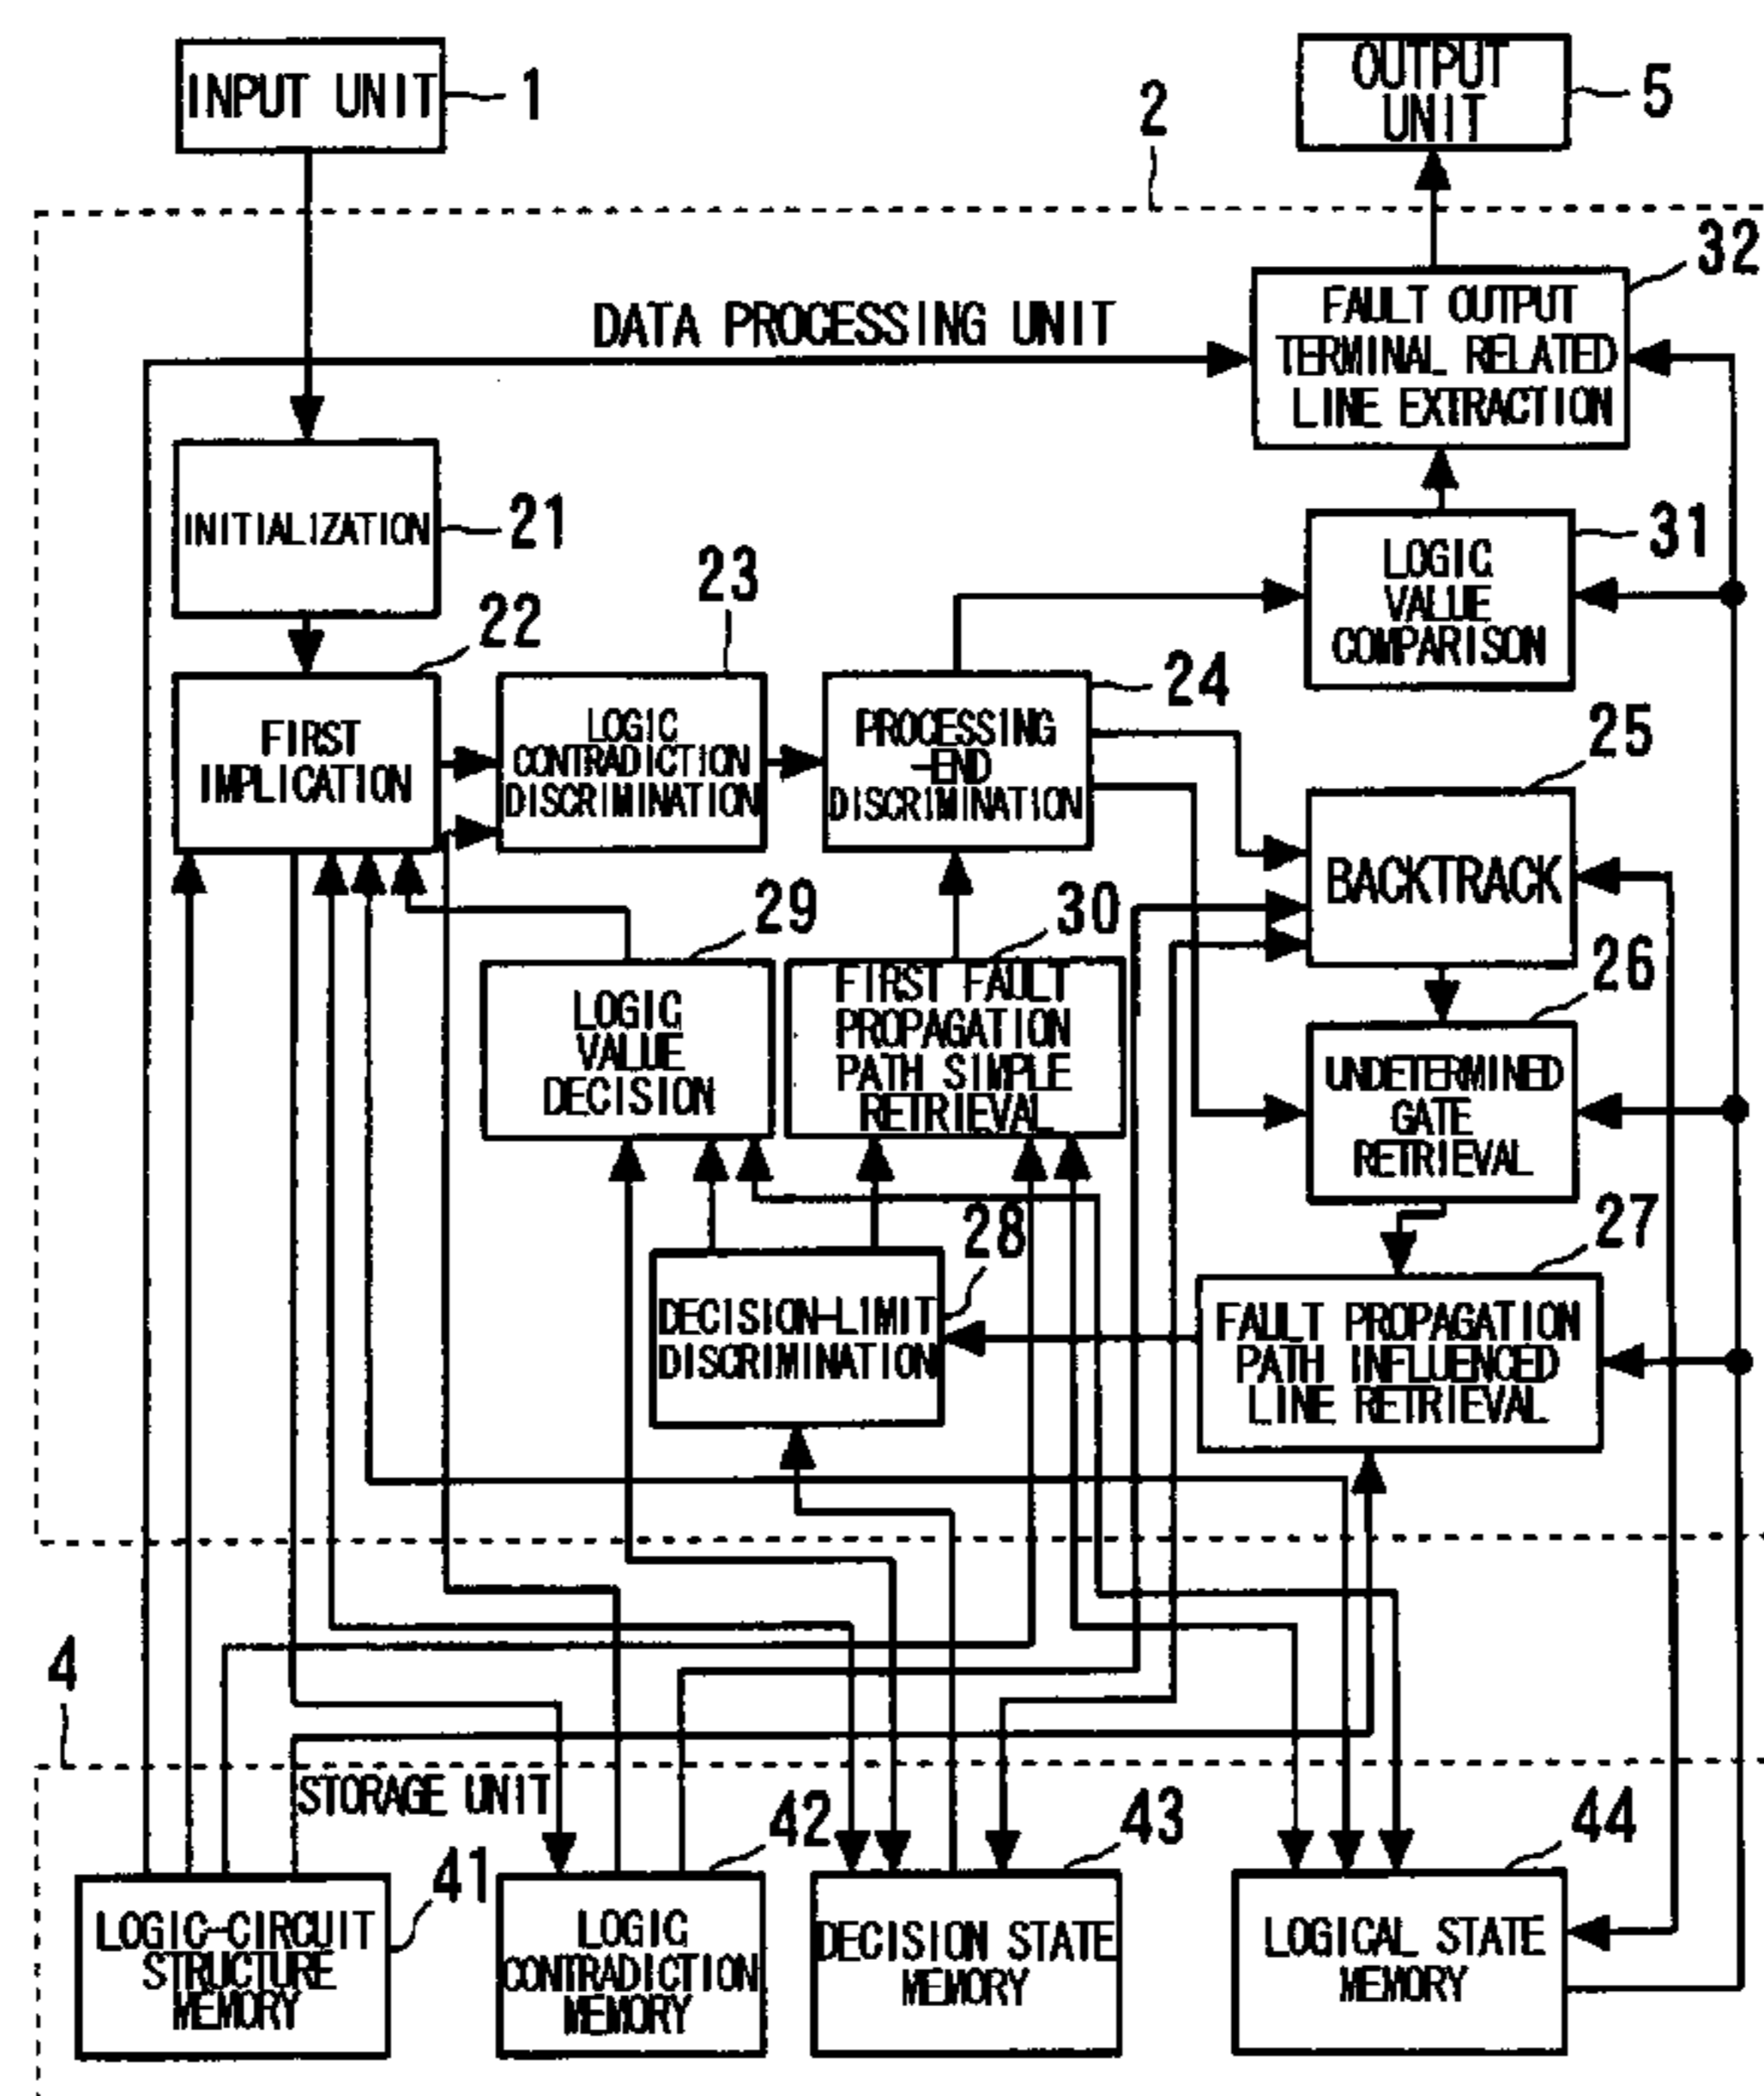 INPUT UNIT
1
OUTPUT
UNIT
5
2
32
DATA PROCESSING UNIT
FAULT OUTPUT
TERMINAL RELATED
LINE EXTRACTION
INITIALIZATION
21
LOGIC
VALUE
COMPARISON
31
22
23
24
FIRST
IMPLICATION
LOGIC
CONTRADICTION
DISCRIMINATION
PROCESSING
-END
DISCRIMINATION
25
BACKTRACK
29
30
26
LOGIC
VALUE
DECISION
FIRST FAULT
PROPAGATION
PATH SIMPLE
RETRIEVAL
UNDETERMINED
GATE
RETRIEVAL
28
27
DECISION-LIMIT
DISCRIMINATION
FAULT PROPAGATION
PATH INFLUENCED
LINE RETRIEVAL
4
STORAGE UNIT
41
42
43
44
LOGIC-CIRCUIT
STRUCTURE
MEMORY
LOGIC
CONTRADICTION
MEMORY
DECISION STATE
MEMORY
LOGICAL STATE
MEMORY